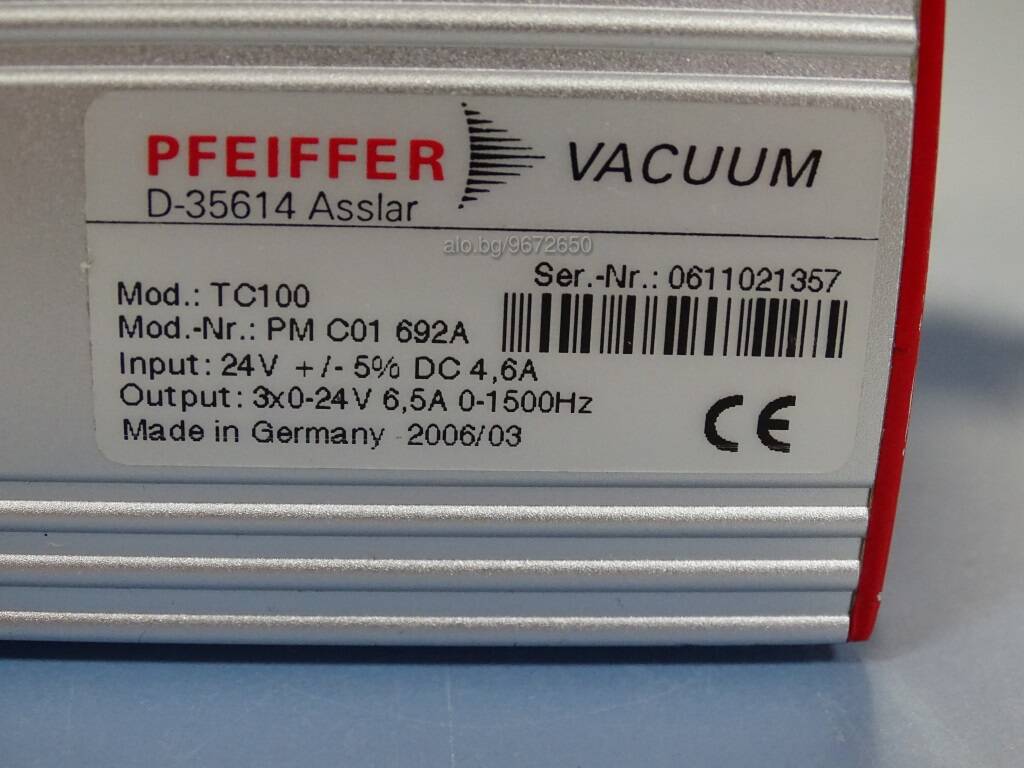 PFEIFFER VACUUM
D-35614 Asslar
alo.bg/9672650
Ser.-Nr.: 0611021357
Mod.: TC100
Mod.-Nr.: PM C01 692A
Input: 24V +/- 5% DC 4,6A
Output: 3x0-24V 6,5A 0-1500Hz
Made in Germany 2006/03
CE